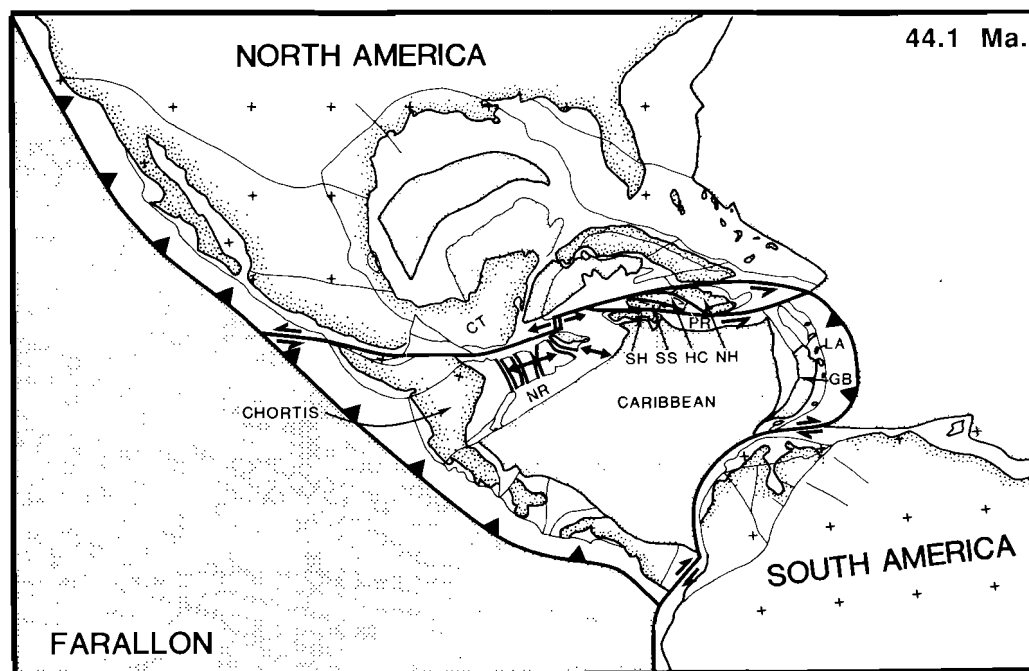 44.1 Ma.
NORTH AMERICA
CT
PR
SH SS HC NH
LA
GB
NR
CARIBBEAN
CHORTIS
SOUTH AMERICA
FARALLON